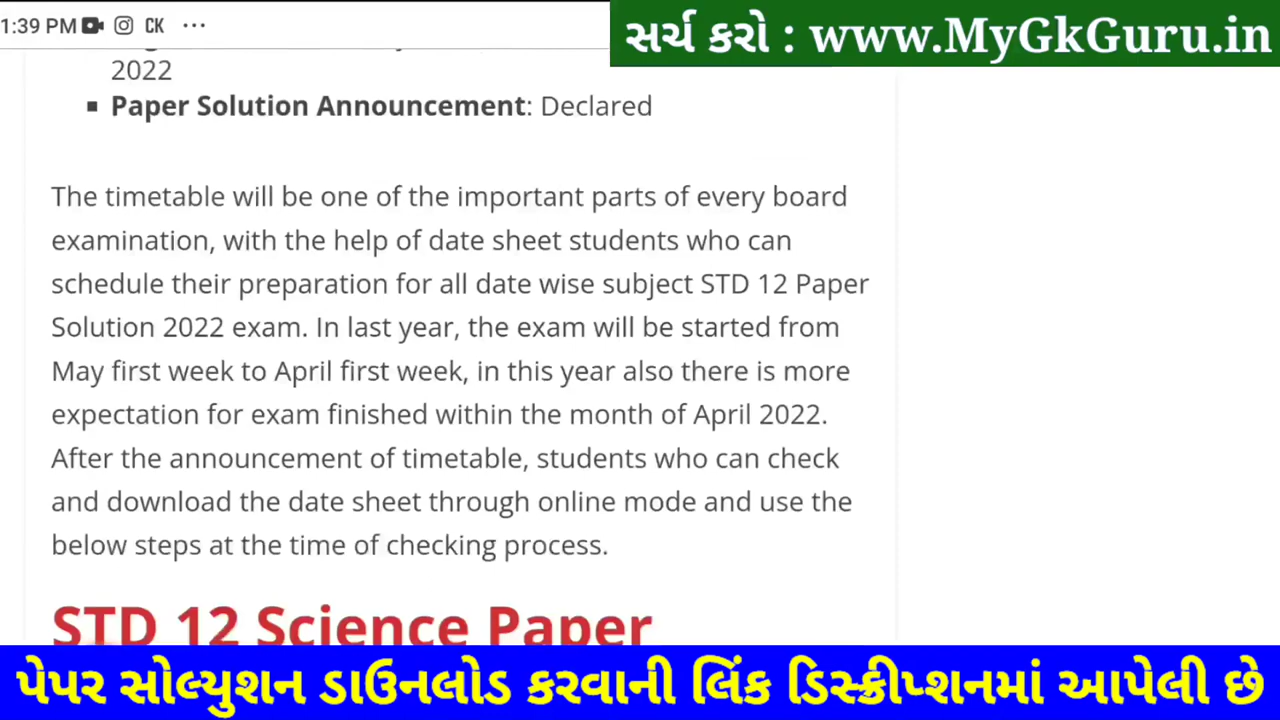 1:39 PM CK ...
સર્ચ કરો : www.MyGkGuru.in
2022
▪ Paper Solution Announcement: Declared
The timetable will be one of the important parts of every board
examination, with the help of date sheet students who can
schedule their preparation for all date wise subject STD 12 Paper
Solution 2022 exam. In last year, the exam will be started from
May first week to April first week, in this year also there is more
expectation for exam finished within the month of April 2022.
After the announcement of timetable, students who can check
and download the date sheet through online mode and use the
below steps at the time of checking process.
STD 12 Science Paper
પેપર સોલ્યુશન ડાઉનલોડ કરવાની લિંક ડિસ્ક્રીપ્શનમાં આપેલી છે